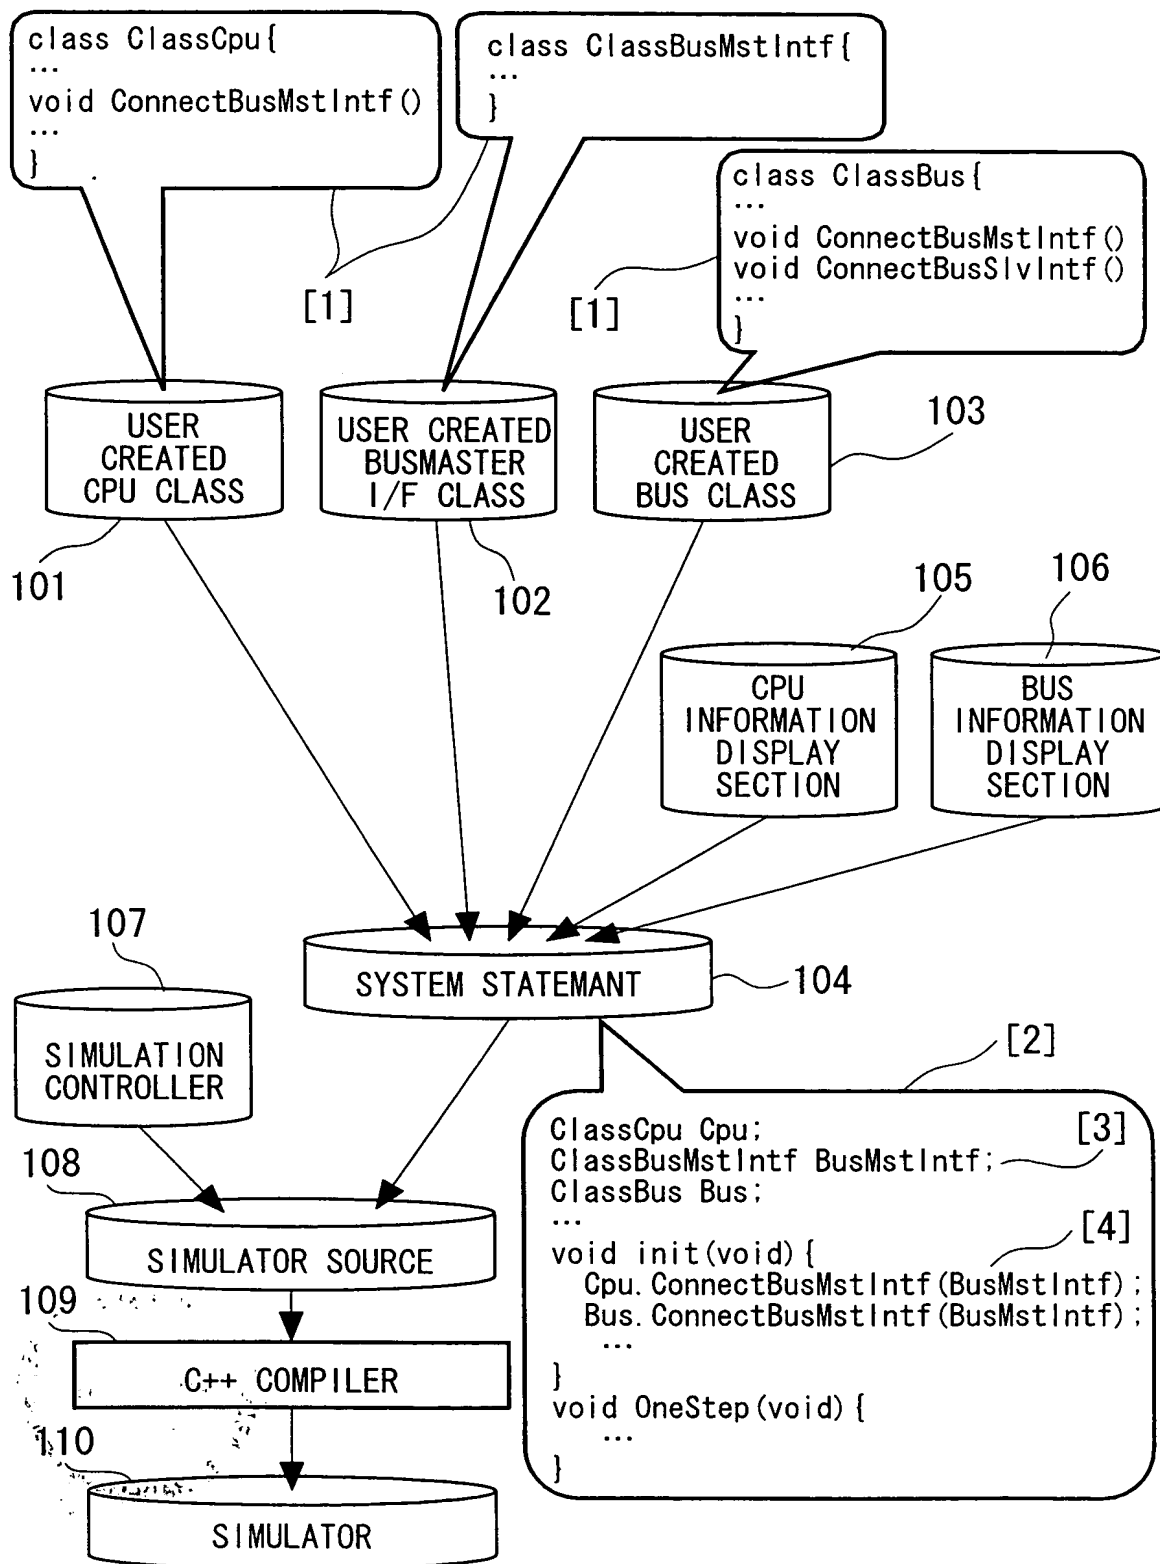 class ClassCpu{
...
void ConnectBusMstIntf()
...
}
class ClassBusMstIntf{
...
}
class ClassBus{
...
void ConnectBusMstIntf()
void ConnectBusSlvIntf()
...
}
[1]
[1]
USER
CREATED
CPU CLASS
USER CREATED
BUSMASTER
I/F CLASS
USER
CREATED
BUS CLASS
103
101
102
105
106
CPU
INFORMATION
DISPLAY
SECTION
BUS
INFORMATION
DISPLAY
SECTION
107
SYSTEM STATEMANT
104
SIMULATION
CONTROLLER
[2]
ClassCpu Cpu;
[3]
ClassBusMstIntf BusMstIntf;
ClassBus Bus;
...
[4]
void init(void){
Cpu.ConnectBusMstIntf(BusMstIntf);
Bus.ConnectBusMstIntf(BusMstIntf);
...
}
void OneStep(void){
...
}
108
SIMULATOR SOURCE
109
C++ COMPILER
110
SIMULATOR